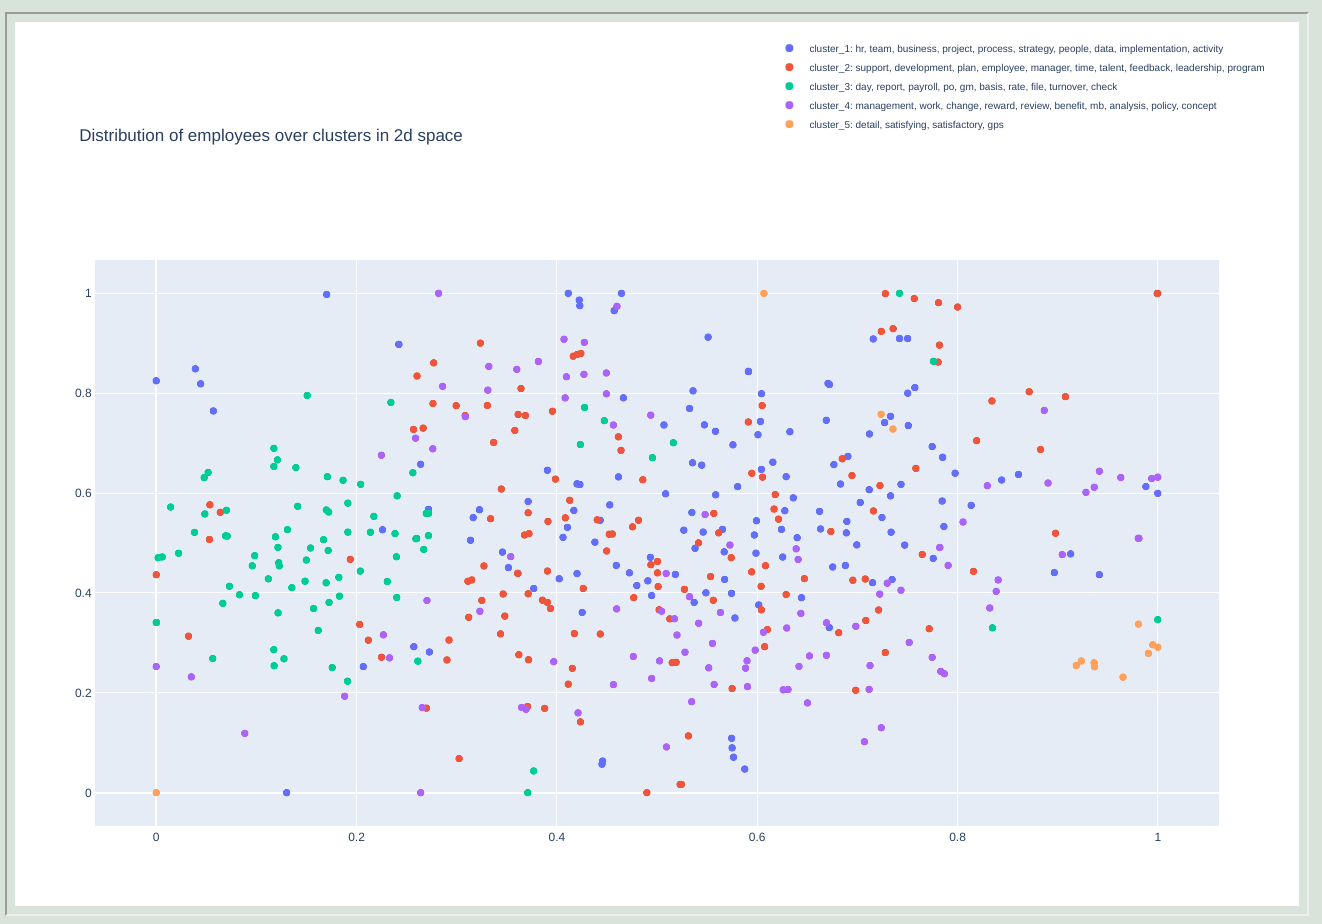 cluster_1: hr, team, business, project, process, strategy, people, data, implementation, activity
cluster_2: support, development, plan, employee, manager, time, talent, feedback, leadership, program
cluster_3: day, report, payroll, po, gm, basis, rate, file, turnover, check
cluster_4: management, work, change, reward, review, benefit, mb, analysis, policy, concept
cluster_5: detail, satisfying, satisfactory, gps
Distribution of employees over clusters in 2d space
1
0.8
0.6
0.4
0.2
0
0 0.2 0.4 0.6 0.8 1